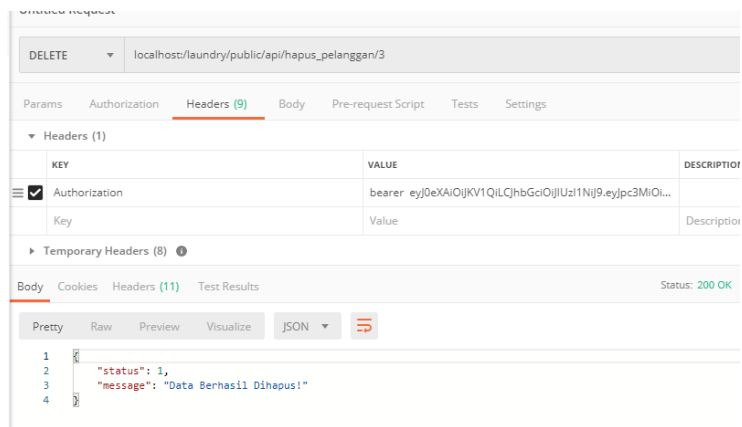 Untitled Request
DELETE localhost:/laundry/public/api/hapus_pelanggan/3
Params Authorization Headers (9) Body Pre-request Script Tests Settings
Headers (1)
KEY VALUE DESCRIPTION
Authorization bearer eyJ0eXAiOiJKV1QiLCJhbGciOiJIUzI1NiJ9.eyJpc3MiOi...
Key Value Description
Temporary Headers (8)
Body Cookies Headers (11) Test Results Status: 200 OK
Pretty Raw Preview Visualize JSON
1 {
2 "status": 1,
3 "message": "Data Berhasil Dihapus!"
4 }